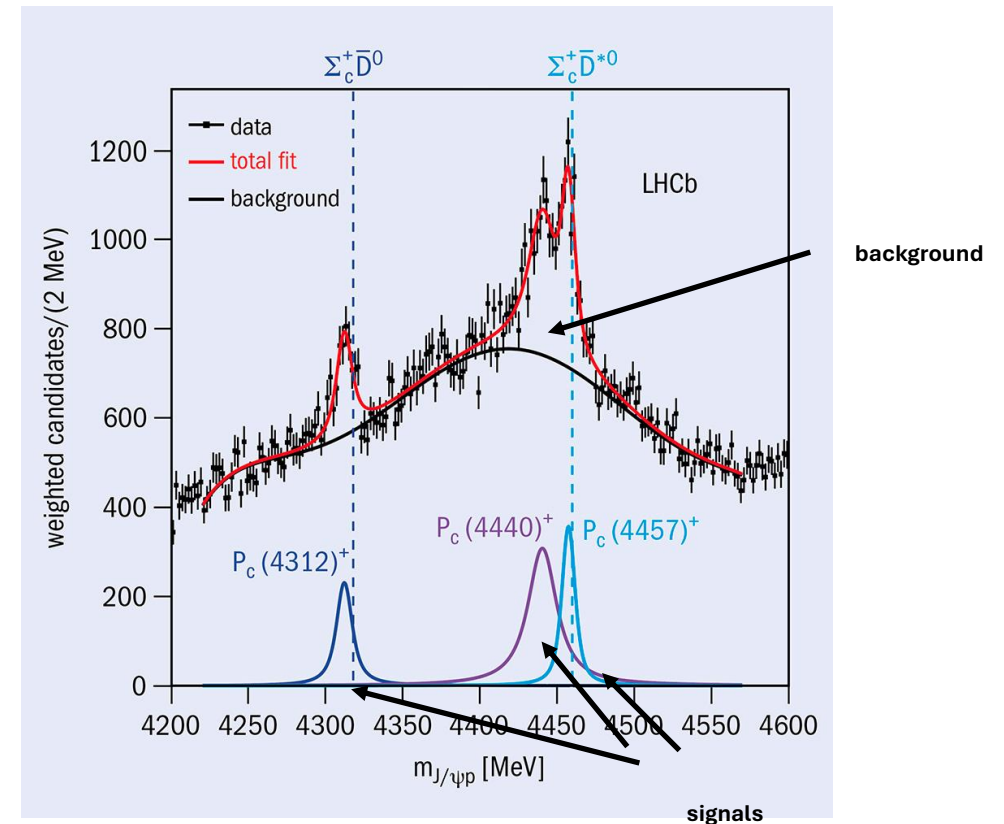 Σc+D̄0 Σc+D̄*0
data
total fit
background
LHCb
1200
1000
800
600
400
200
0
weighted candidates/(2 MeV)
background
Pc(4440)+ Pc(4457)+
Pc(4312)+
4200 4250 4300 4350 4400 4450 4500 4550 4600
mJ/ψp [MeV]
signals